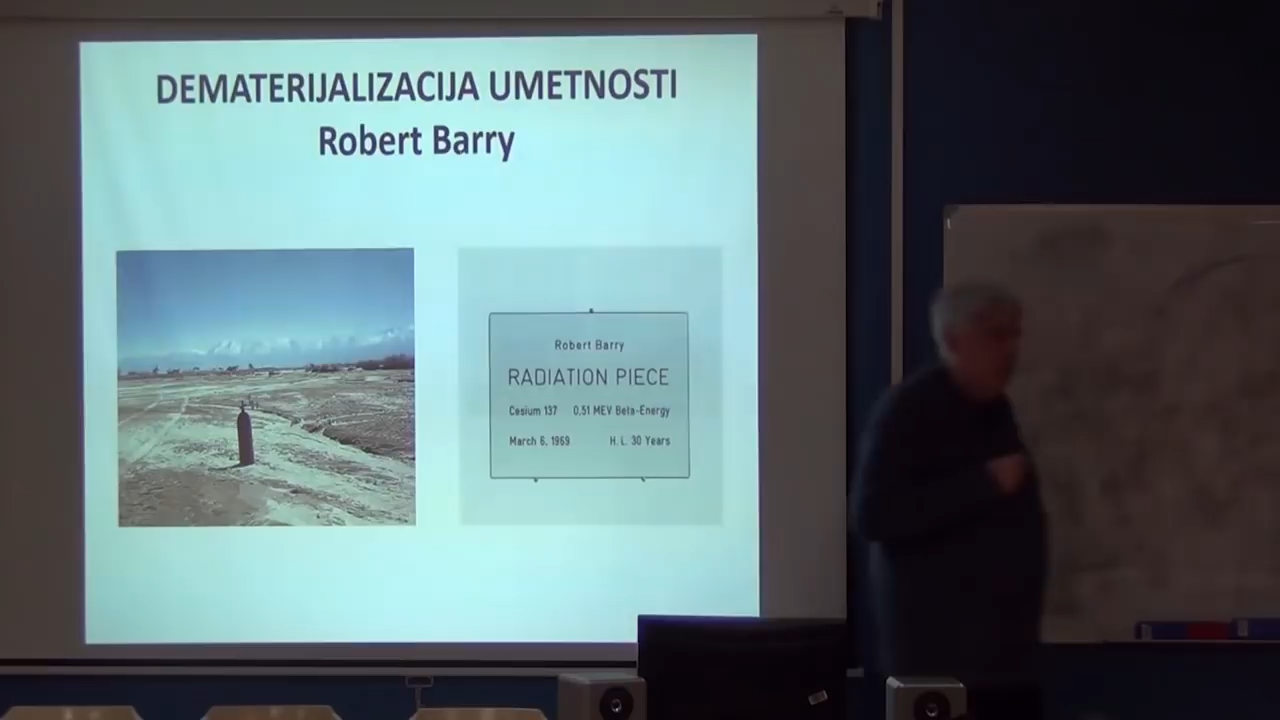 DEMATERIJALIZACIJA UMETNOSTI
Robert Barry
Robert Barry
RADIATION PIECE
Cesium 137 0,51 MEV Beta-Energy
March 6, 1969 H. L. 30 Years